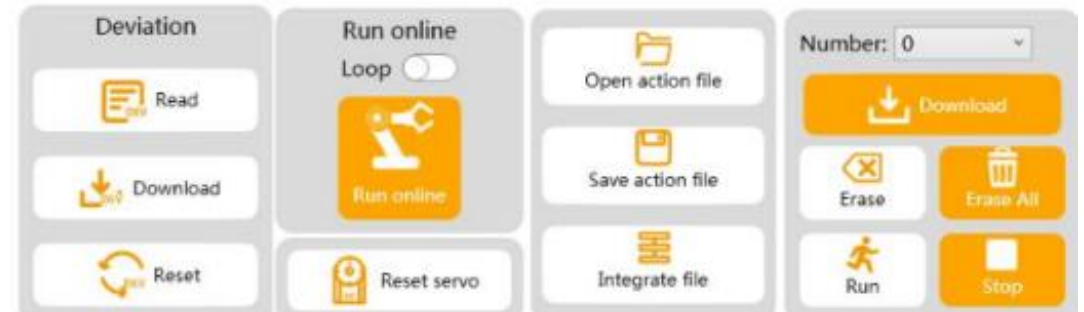 Deviation
Read
Download
Reset
Run online
Loop
Run online
Reset servo
Open action file
Save action file
Integrate file
Number: 0
Download
Erase
Erase All
Run
Stop